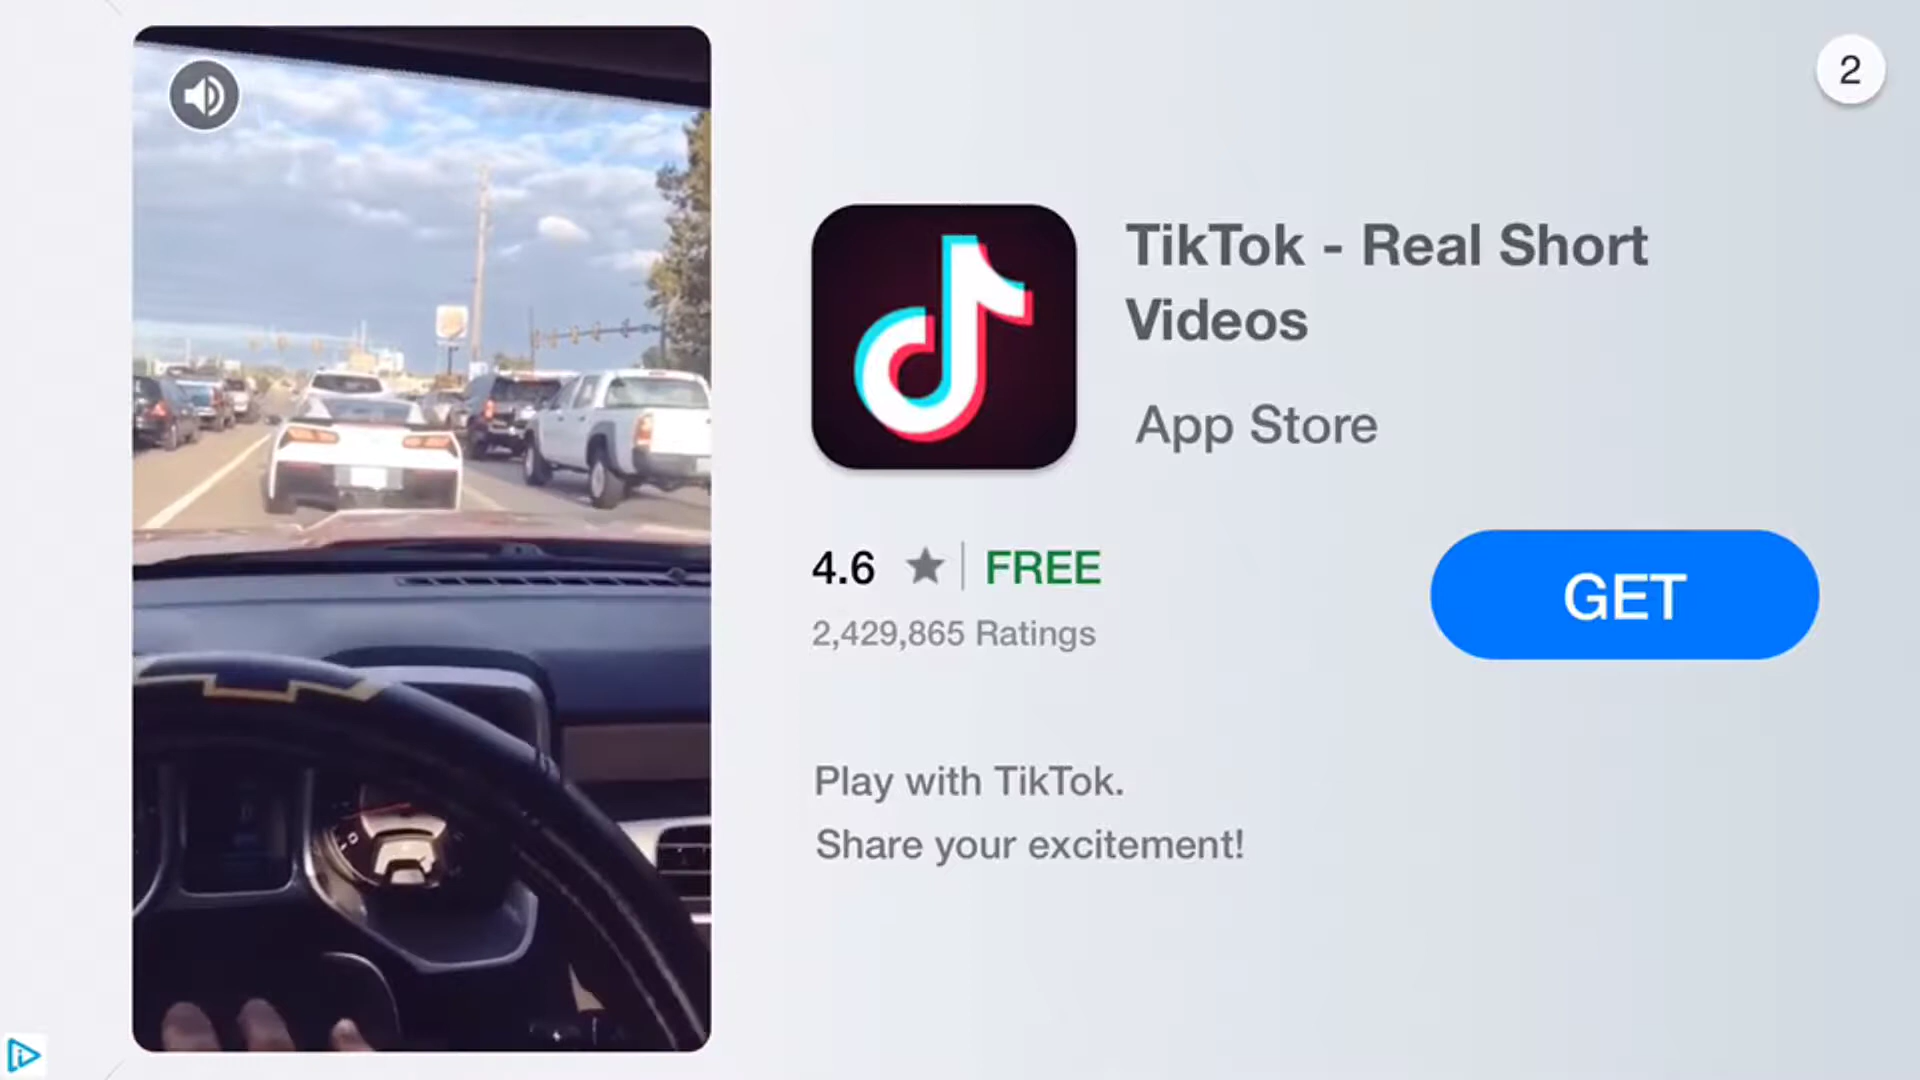 2
TikTok - Real Short
Videos
App Store
4.6 ★ | FREE
GET
2,429,865 Ratings
Play with TikTok.
Share your excitement!